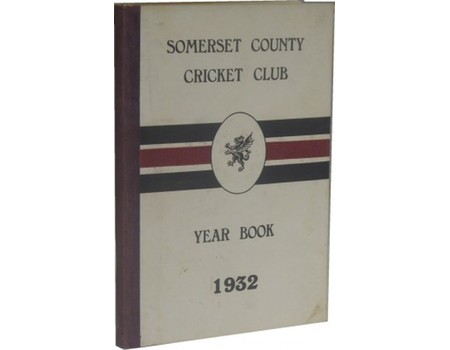 SOMERSET COUNTY
CRICKET CLUB
YEAR BOOK
1932